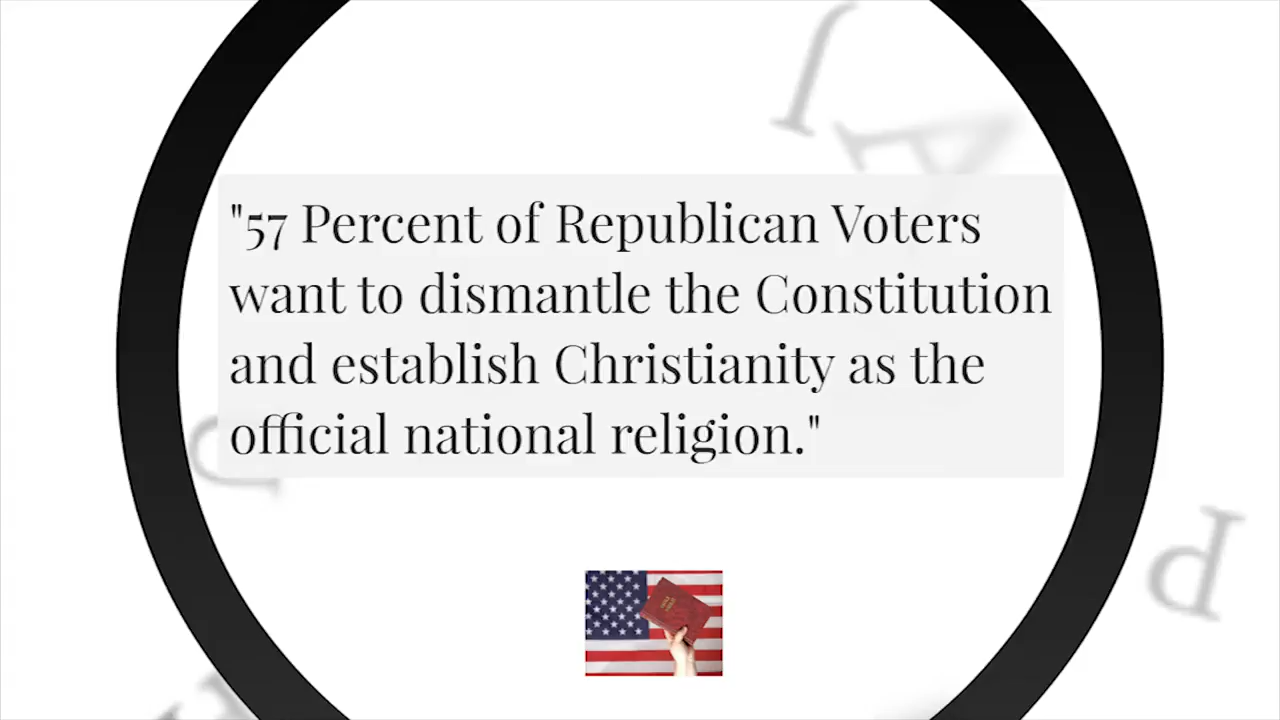 "57 Percent of Republican Voters
want to dismantle the Constitution
and establish Christianity as the
official national religion."